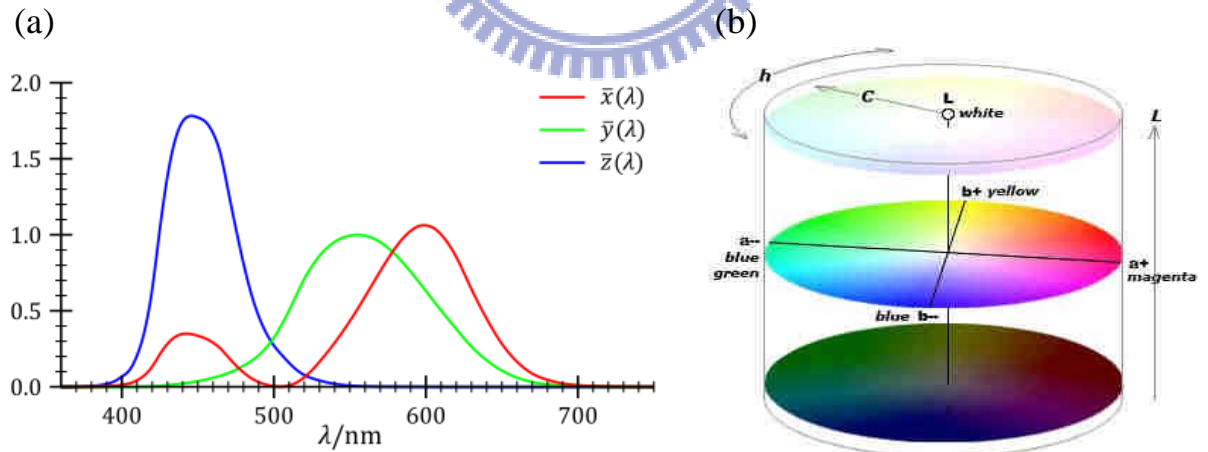 (a)
(b)
2.0
1.5
1.0
0.5
0.0
400
500
600
700
λ/nm
x̄(λ)
ȳ(λ)
z̄(λ)
h
C
L
white
L
b+ yellow
a--
blue
green
a+
magenta
blue b--